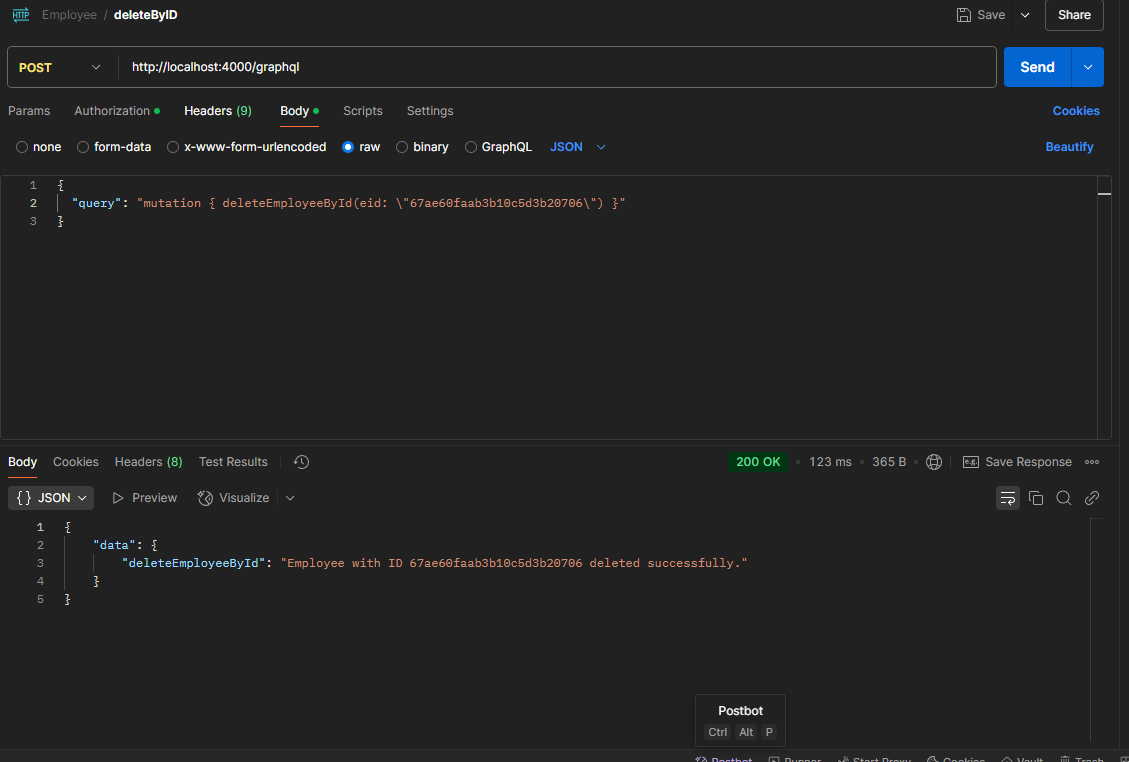 HTTP Employee / deleteByID Save Share
POST http://localhost:4000/graphql Send
Params Authorization Headers (9) Body Scripts Settings Cookies
none form-data x-www-form-urlencoded raw binary GraphQL JSON Beautify
1 {
2 "query": "mutation { deleteEmployeeById(eid: \"67ae60faab3b10c5d3b20706\") }"
3 }
Body Cookies Headers (8) Test Results 200 OK • 123 ms • 365 B • e.g. Save Response
{} JSON Preview Visualize
1 {
2 "data": {
3 "deleteEmployeeById": "Employee with ID 67ae60faab3b10c5d3b20706 deleted successfully."
4 }
5 }
Postbot
Ctrl Alt P
Postbot Runner Start Proxy Cookies Vault Trash